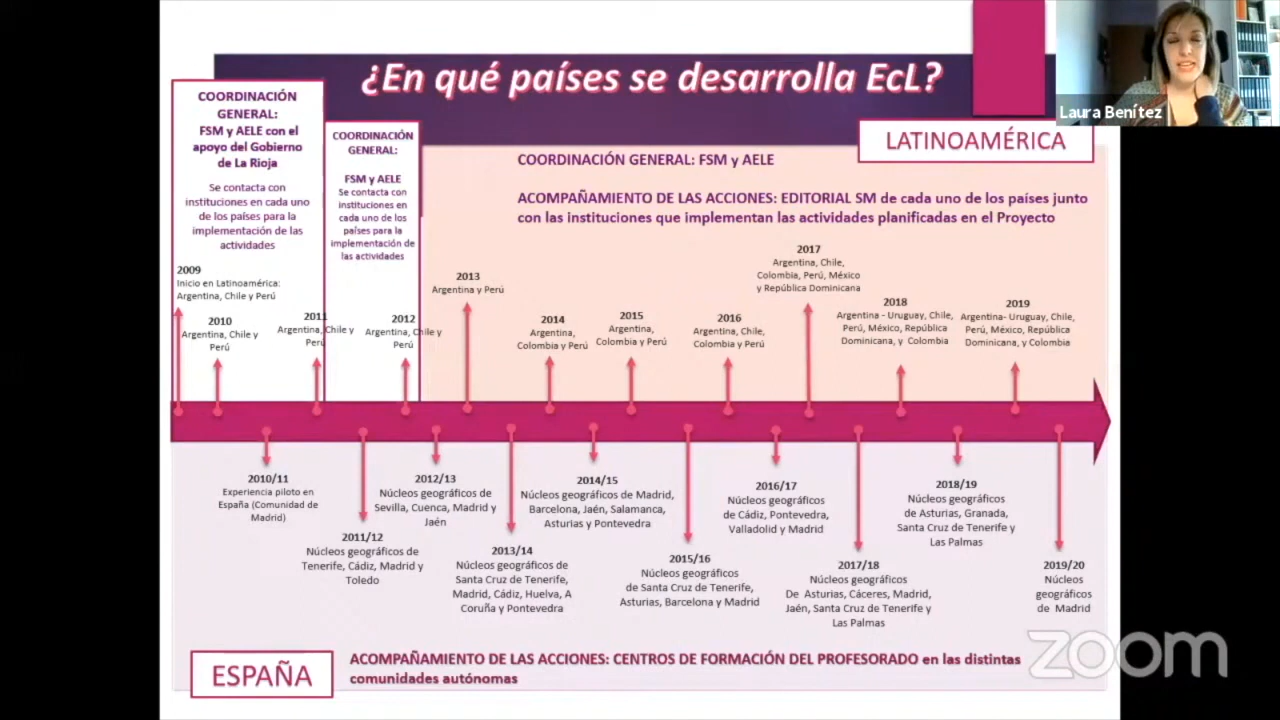 ¿En qué países se desarrolla EcL?
Laura Benítez
LATINOAMÉRICA
COORDINACIÓN
GENERAL:
FSM y AELE con el
apoyo del Gobierno
de La Rioja
Se contacta con
instituciones en cada uno
de los países para la
implementación de las
actividades
COORDINACIÓN
GENERAL:
FSM y AELE
Se contacta con
instituciones en
cada uno de los
países para la
implementación de
las actividades
COORDINACIÓN GENERAL: FSM y AELE
ACOMPAÑAMIENTO DE LAS ACCIONES: EDITORIAL SM de cada uno de los países junto
con las instituciones que implementan las actividades planificadas en el Proyecto
2009
Inicio en Latinoamérica:
Argentina, Chile y Perú
2010
Argentina, Chile y
Perú
2011
Argentina, Chile y
Perú
2012
Argentina, Chile y
Perú
2013
Argentina y Perú
2014
Argentina,
Colombia y Perú
2015
Argentina,
Colombia y Perú
2016
Argentina, Chile,
Colombia y Perú
2017
Argentina, Chile,
Colombia, Perú, México
y República Dominicana
2018
Argentina - Uruguay, Chile,
Perú, México, República
Dominicana, y Colombia
2019
Argentina- Uruguay, Chile,
Perú, México, República
Dominicana, y Colombia
2010/11
Experiencia piloto en
España (Comunidad de
Madrid)
2011/12
Núcleos geográficos de
Tenerife, Cádiz, Madrid y
Toledo
2012/13
Núcleos geográficos de
Sevilla, Cuenca, Madrid y
Jaén
2013/14
Núcleos geográficos de
Santa Cruz de Tenerife,
Madrid, Cádiz, Huelva, A
Coruña y Pontevedra
2014/15
Núcleos geográficos de Madrid,
Barcelona, Jaén, Salamanca,
Asturias y Pontevedra
2015/16
Núcleos geográficos
de Santa Cruz de Tenerife,
Asturias, Barcelona y Madrid
2016/17
Núcleos geográficos
de Cádiz, Pontevedra,
Valladolid y Madrid
2017/18
Núcleos geográficos
De Asturias, Cáceres, Madrid,
Jaén, Santa Cruz de Tenerife y
Las Palmas
2018/19
Núcleos geográficos
de Asturias, Granada,
Santa Cruz de Tenerife y
Las Palmas
2019/20
Núcleos
geográficos
de Madrid
ESPAÑA
ACOMPAÑAMIENTO DE LAS ACCIONES: CENTROS DE FORMACIÓN DEL PROFESORADO en las distintas
comunidades autónomas
zoom